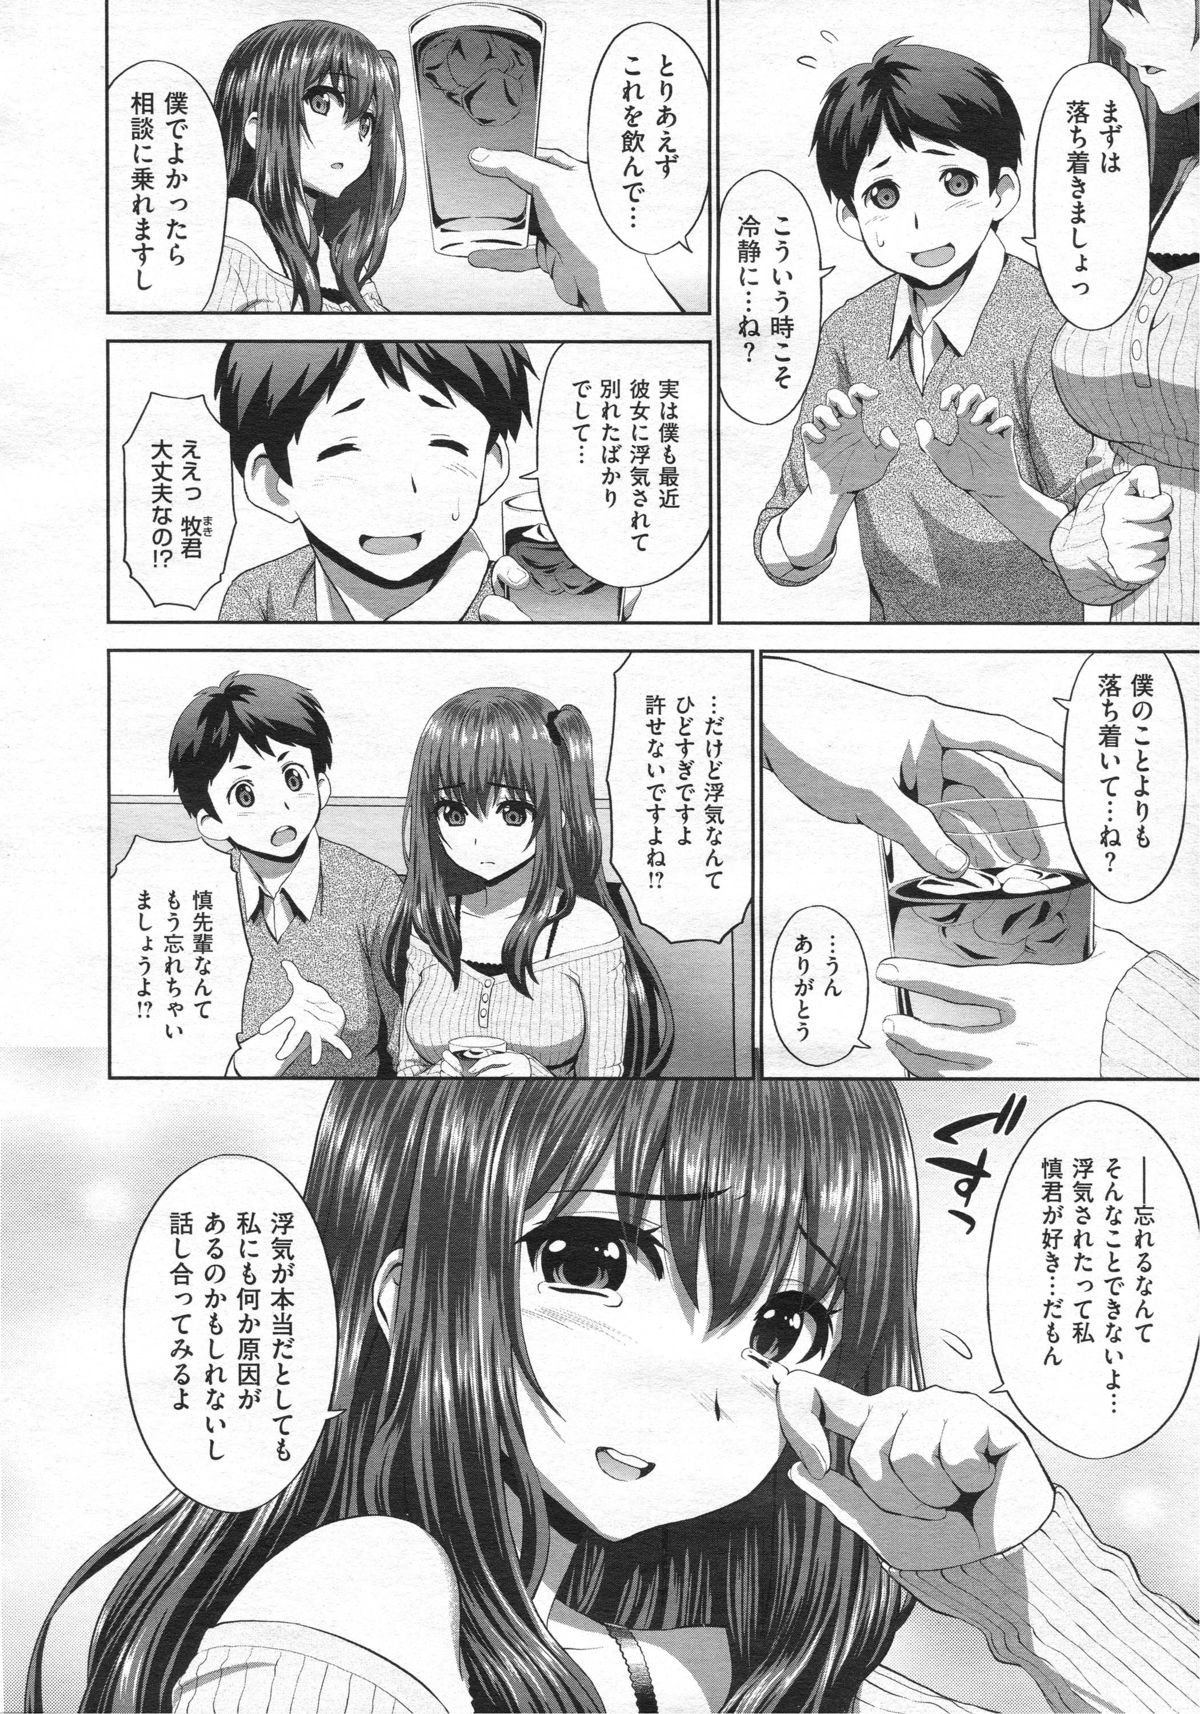 まずは
落ち着きましょっ
こういう時こそ
冷静に…ね?
とりあえず
これを飲んで…
僕でよかったら
相談に乗れますし
実は僕も最近
彼女に浮気されて
別れたばかり
でして…
ええっ 牧君
まき
大丈夫なの!?
僕のことよりも
落ち着いて…ね?
…うん
ありがとう
…だけど浮気なんて
ひどすぎですよ
許せないですよね!?
慎先輩なんて
もう忘れちゃい
ましょうよ!?
――忘れるなんて
そんなことできないよ…
浮気されたって私
慎君が好き…だもん
ぐすっ
浮気が本当だとしても
私にも何か原因が
あるのかもしれないし
話し合ってみるよ